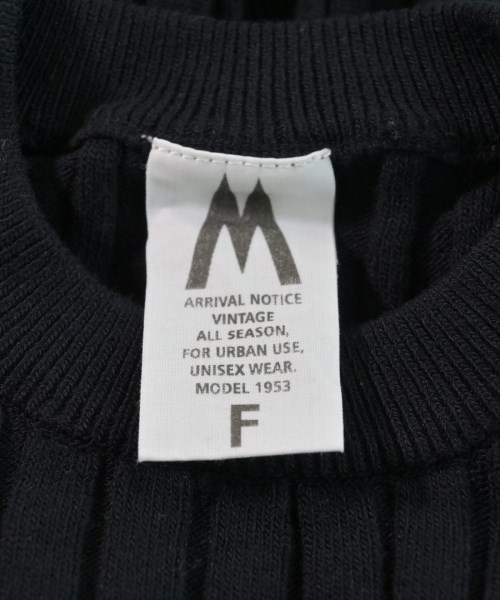 M
ARRIVAL NOTICE
VINTAGE
ALL SEASON,
FOR URBAN USE,
UNISEX WEAR.
MODEL 1953
F